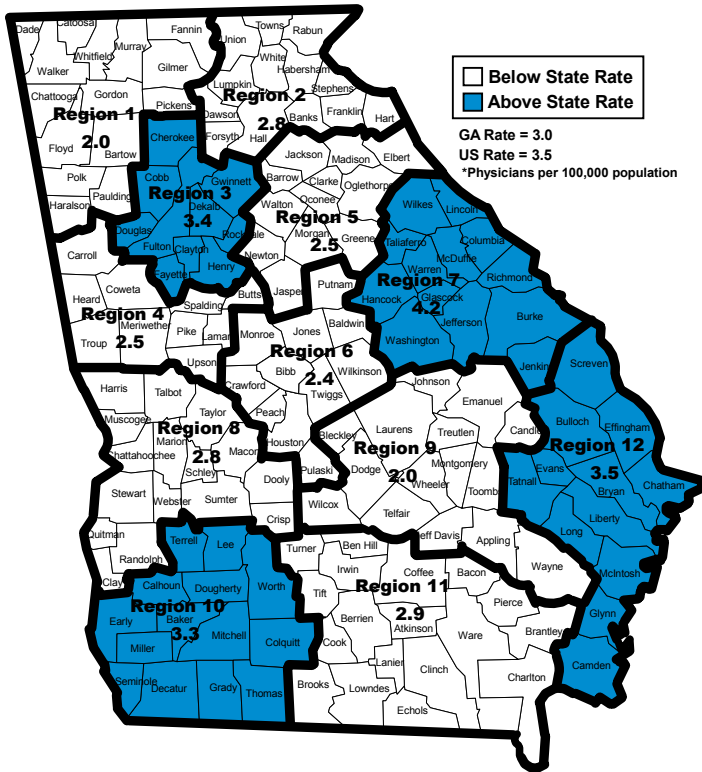 Below State Rate
Above State Rate
GA Rate = 3.0
US Rate = 3.5
*Physicians per 100,000 population
Dade
Catoosa
Whitfield
Murray
Fannin
Walker
Gilmer
Chattooga
Gordon
Pickens
Region 1
2.0
Floyd
Bartow
Polk
Haralson
Paulding
Union
Towns
Rabun
White
Habersham
Lumpkin
Stephens
Region 2
2.8
Dawson
Banks
Franklin
Hart
Forsyth
Hall
Cherokee
Cobb
Gwinnett
Region 3
3.4
Dekalb
Douglas
Fulton
Clayton
Rockdale
Fayette
Henry
Carroll
Coweta
Heard
Spalding
Butts
Region 4
2.5
Meriwether
Pike
Lamar
Troup
Upson
Jackson
Madison
Elbert
Barrow
Clarke
Oglethorpe
Walton
Oconee
Region 5
2.5
Morgan
Greene
Newton
Jasper
Putnam
Monroe
Jones
Baldwin
Region 6
2.4
Bibb
Wilkinson
Crawford
Twiggs
Peach
Houston
Pulaski
Wilkes
Lincoln
Taliaferro
Columbia
McDuffie
Warren
Richmond
Region 7
4.2
Hancock
Glascock
Jefferson
Burke
Washington
Jenkins
Harris
Talbot
Taylor
Muscogee
Region 8
2.8
Marion
Macon
Chattahoochee
Schley
Dooly
Stewart
Webster
Sumter
Crisp
Quitman
Randolph
Clay
Johnson
Emanuel
Candler
Laurens
Treutlen
Bleckley
Region 9
2.0
Dodge
Montgomery
Wheeler
Toombs
Wilcox
Telfair
Jeff Davis
Appling
Wayne
Terrell
Lee
Calhoun
Dougherty
Worth
Region 10
3.3
Early
Baker
Mitchell
Colquitt
Miller
Seminole
Decatur
Grady
Thomas
Turner
Ben Hill
Irwin
Coffee
Bacon
Tift
Region 11
2.9
Pierce
Berrien
Atkinson
Ware
Brantley
Cook
Lanier
Clinch
Charlton
Brooks
Lowndes
Echols
Screven
Bulloch
Effingham
Region 12
3.5
Evans
Tatnall
Bryan
Chatham
Liberty
Long
McIntosh
Glynn
Camden